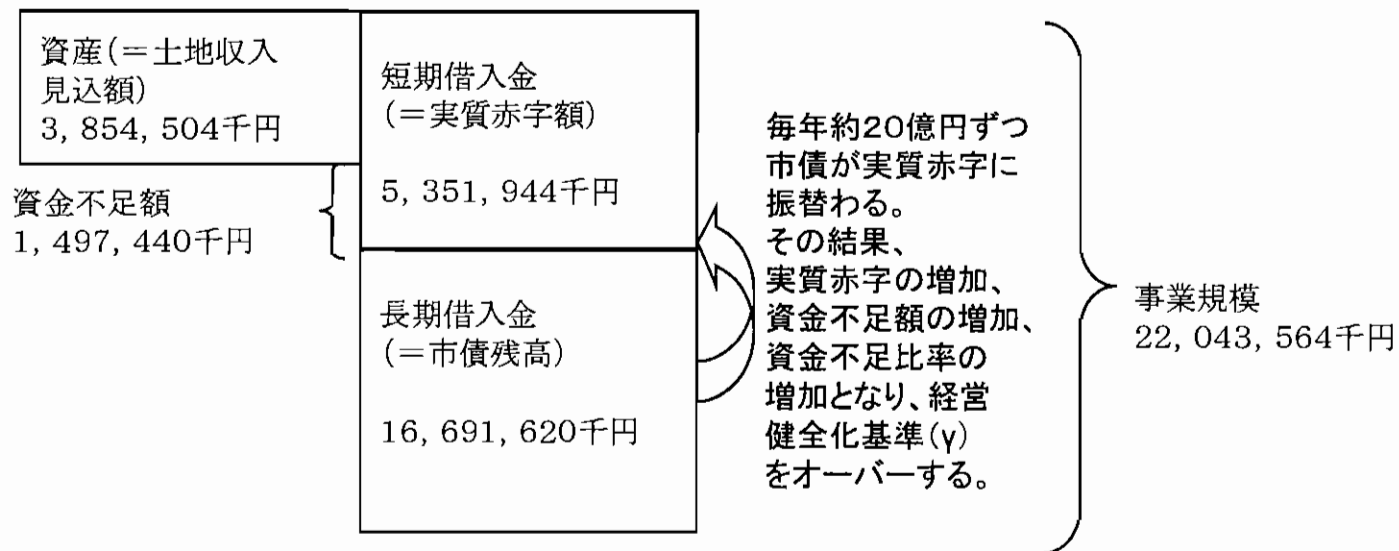 資産(＝土地収入
見込額)
3, 854, 504千円
資金不足額
1, 497, 440千円
短期借入金
(＝実質赤字額)
5, 351, 944千円
長期借入金
(＝市債残高)
16, 691, 620千円
毎年約20億円ずつ
市債が実質赤字に
振替わる。
その結果、
実質赤字の増加、
資金不足額の増加、
資金不足比率の
増加となり、経営
健全化基準(γ)
をオーバーする。
事業規模
22, 043, 564千円